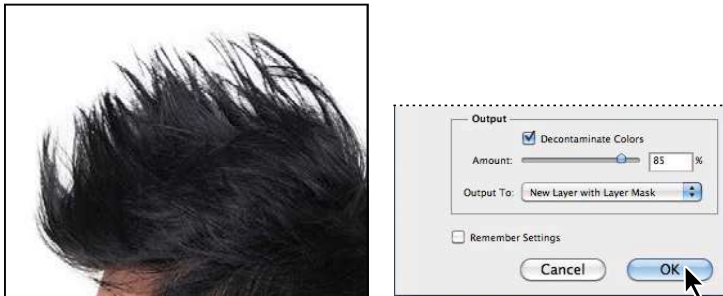 Output
Decontaminate Colors
Amount: 85 %
Output To: New Layer with Layer Mask
Remember Settings
Cancel OK